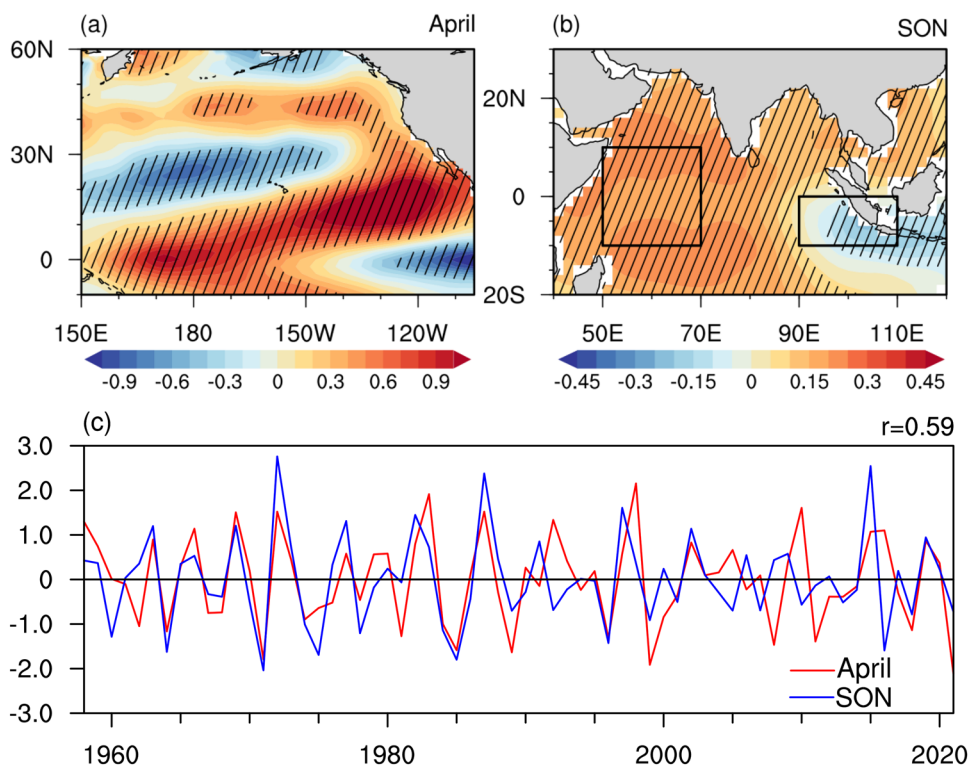 (a) April
(b) SON
60N
30N
0
150E 180 150W 120W
-0.9 -0.6 -0.3 0 0.3 0.6 0.9
20N
0
20S
50E 70E 90E 110E
-0.45 -0.3 -0.15 0 0.15 0.3 0.45
(c) r=0.59
3.0
2.0
1.0
0
-1.0
-2.0
-3.0
April
SON
1960 1980 2000 2020